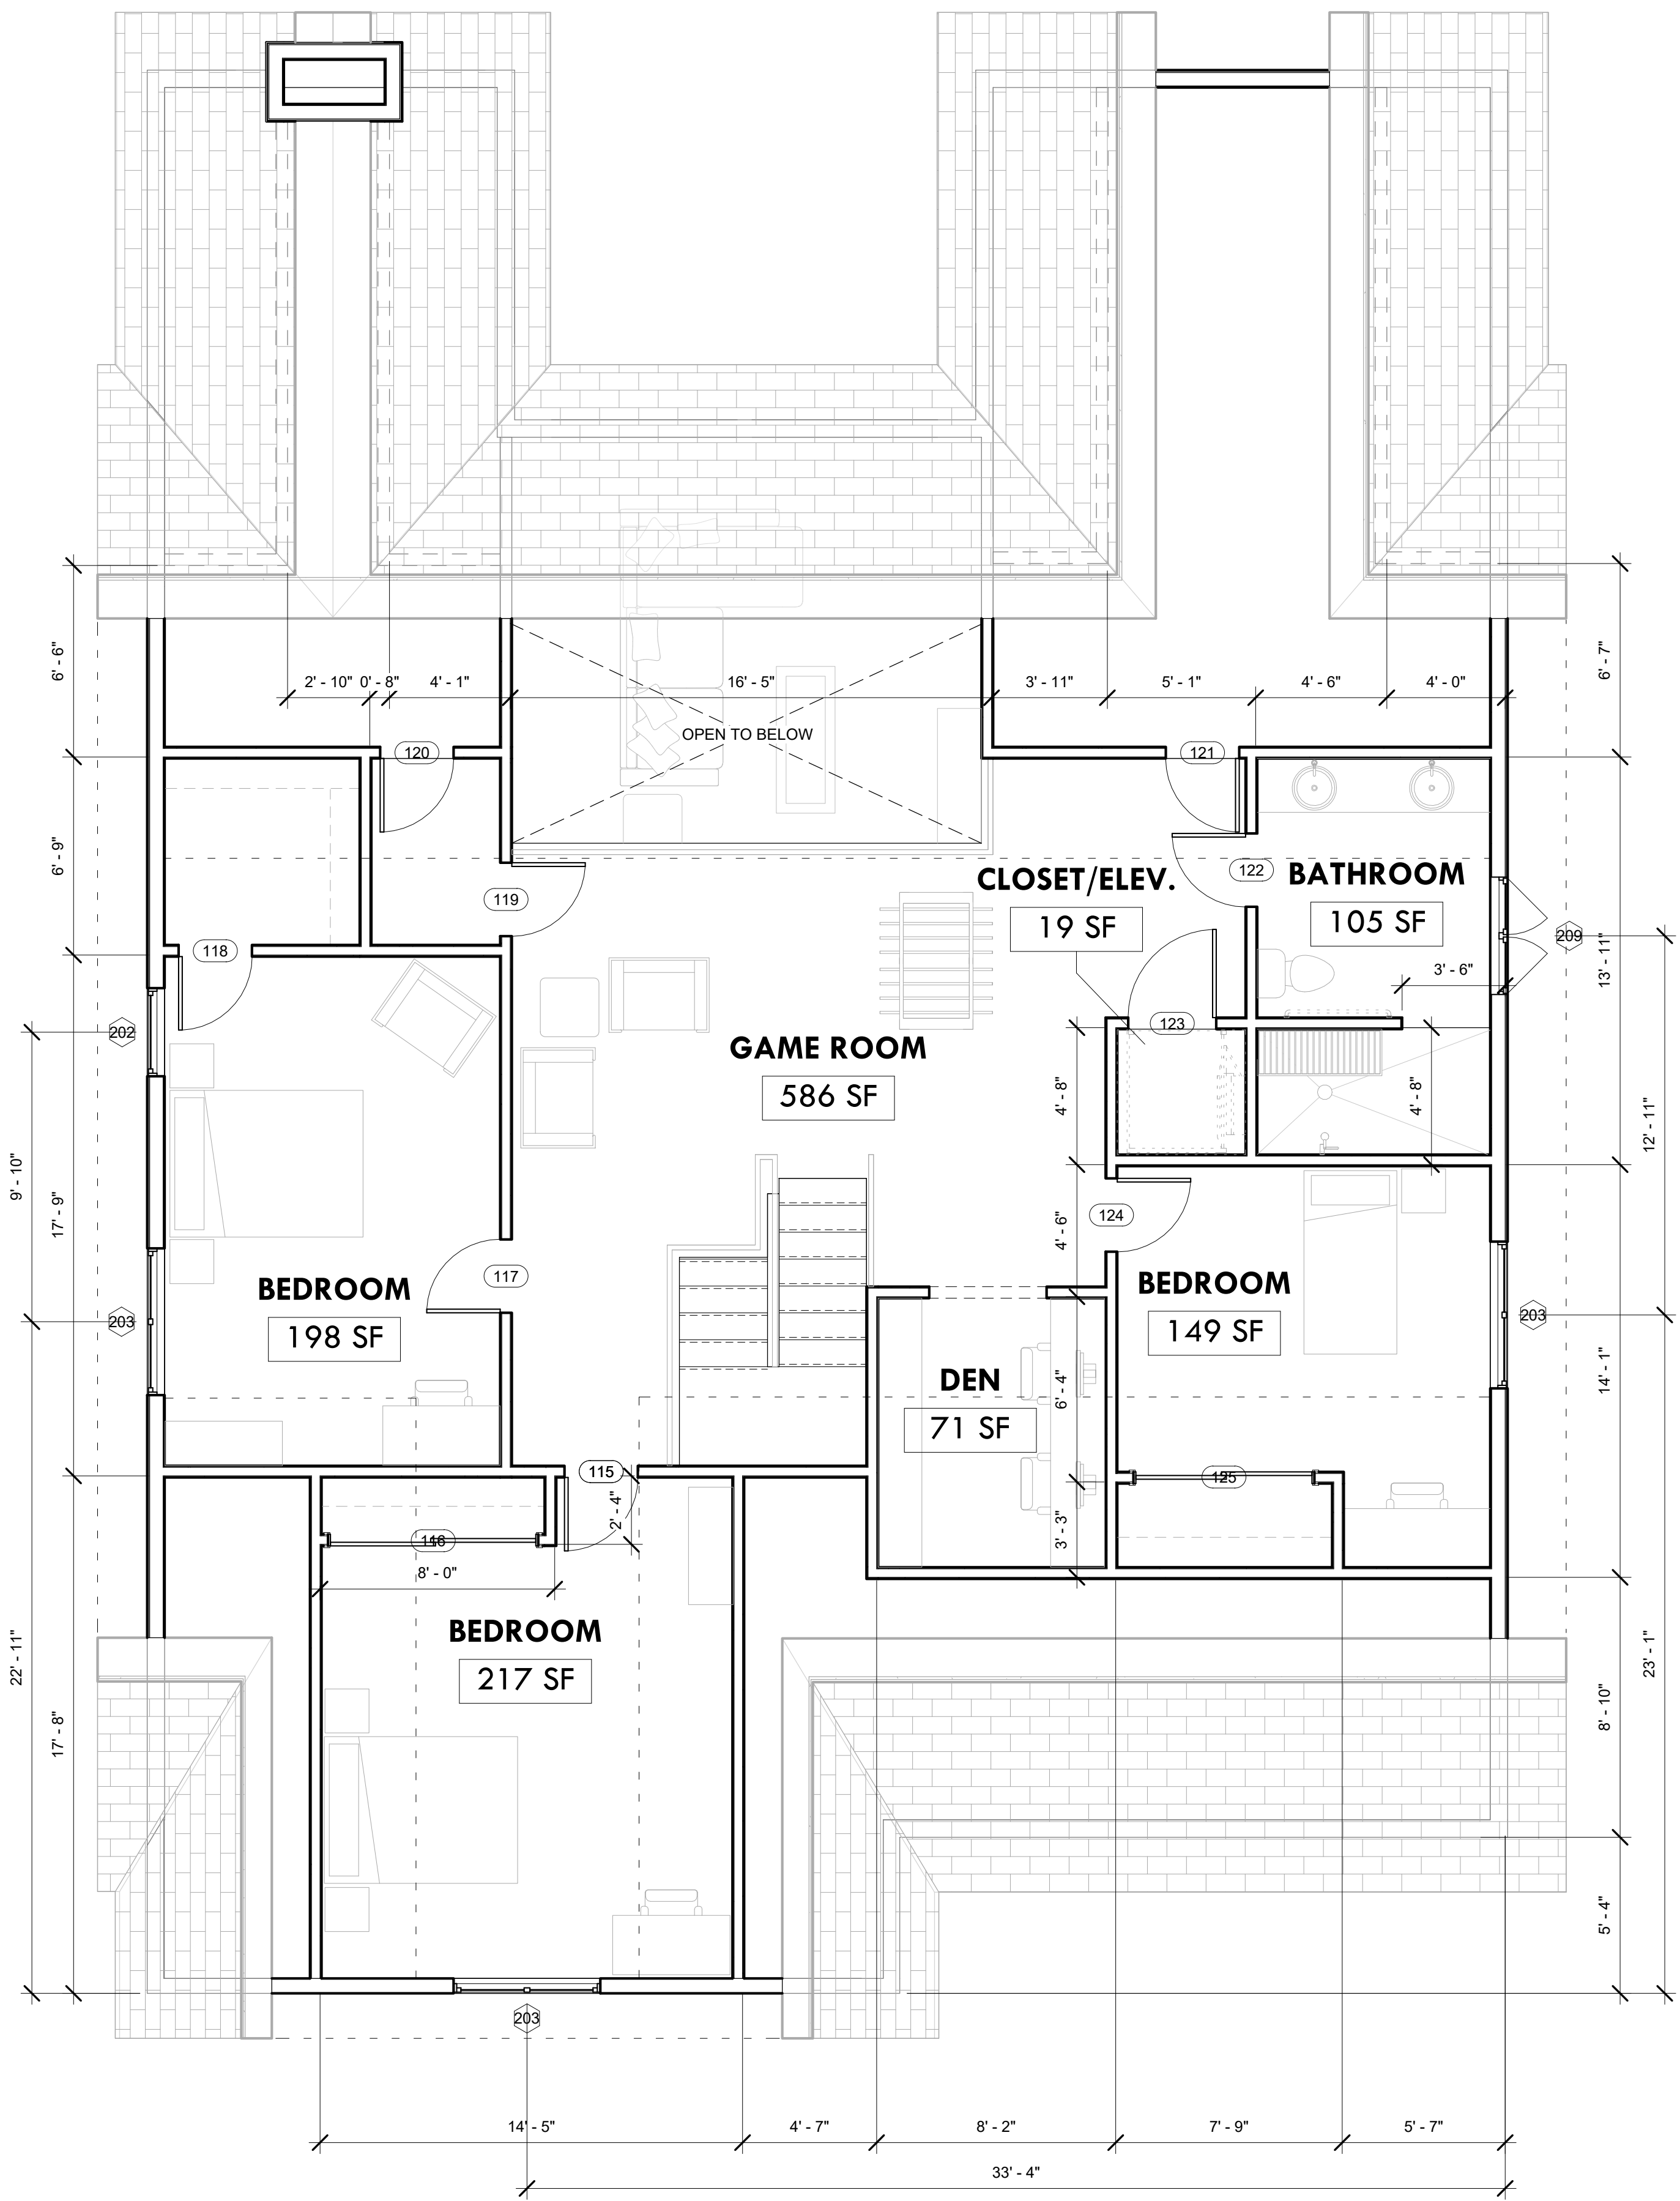 6' - 6"
2' - 10"
0' - 8"
4' - 1"
16' - 5"
3' - 11"
5' - 1"
4' - 6"
4' - 0"
6' - 7"
OPEN TO BELOW
120
121
6' - 9"
119
118
CLOSET/ELEV.
19 SF
122
BATHROOM
105 SF
209
13' - 11"
3' - 6"
202
123
GAME ROOM
586 SF
4' - 8"
4' - 8"
12' - 11"
9' - 10"
17' - 9"
124
4' - 6"
117
BEDROOM
198 SF
203
BEDROOM
149 SF
203
14' - 1"
DEN
71 SF
6' - 4"
115
125
2' - 4"
3' - 3"
116
8' - 0"
BEDROOM
217 SF
22' - 11"
17' - 8"
8' - 10"
23' - 1"
5' - 4"
203
14' - 5"
4' - 7"
8' - 2"
7' - 9"
5' - 7"
33' - 4"